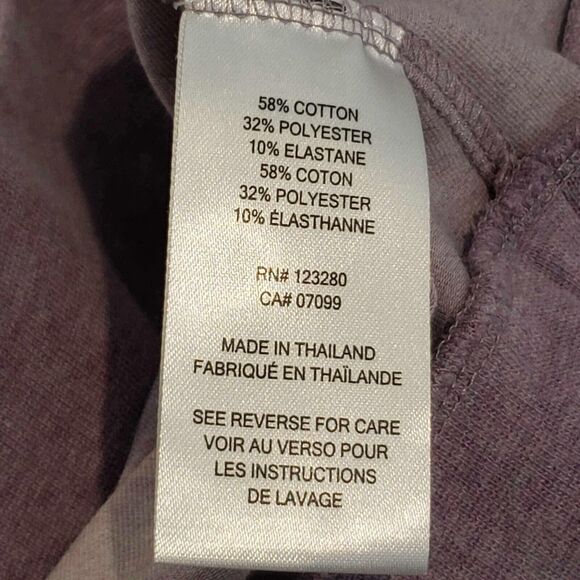 58% COTTON
32% POLYESTER
10% ELASTANE
58% COTON
32% POLYESTER
10% ÉLASTHANNE
RN# 123280
CA# 07099
MADE IN THAILAND
FABRIQUÉ EN THAÏLANDE
SEE REVERSE FOR CARE
VOIR AU VERSO POUR
LES INSTRUCTIONS
DE LAVAGE